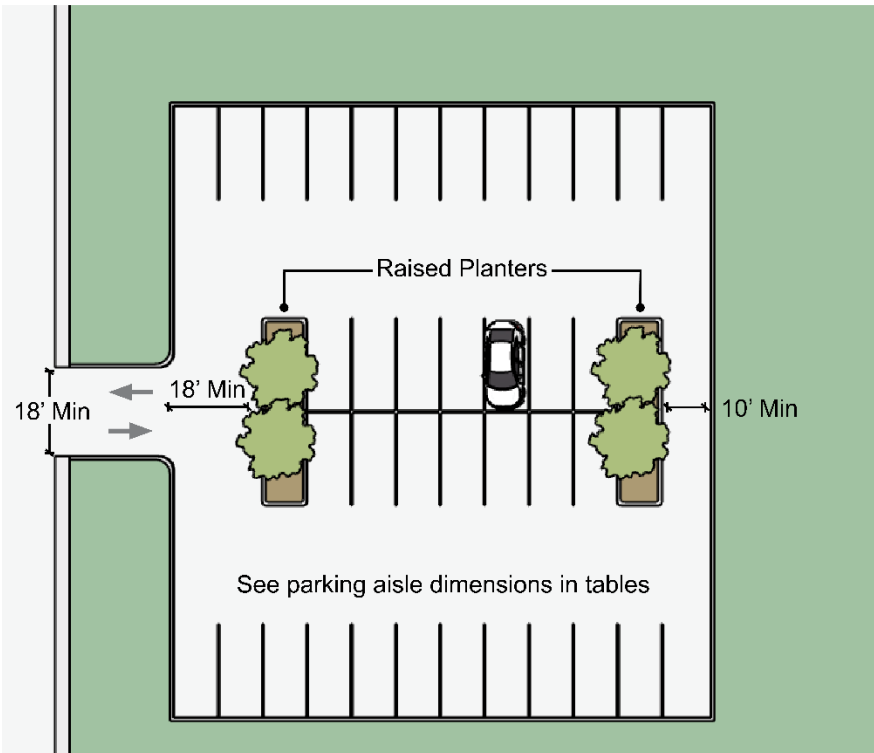 Raised Planters
18’ Min
18’ Min
10’ Min
See parking aisle dimensions in tables